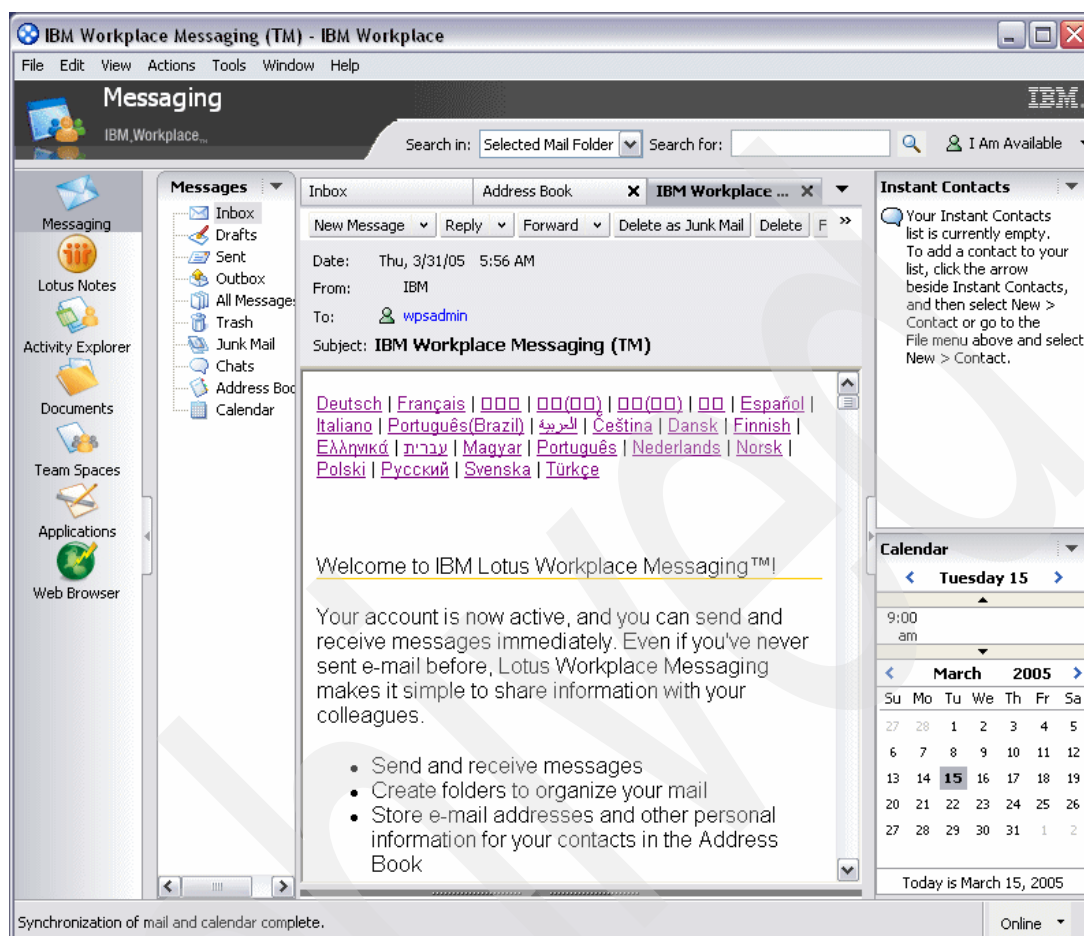 IBM Workplace Messaging (TM) - IBM Workplace
File Edit View Actions Tools Window Help
Messaging
IBM.
IBM, Workplace™
Search in: Selected Mail Folder Search for: I Am Available
Messaging
Lotus Notes
Activity Explorer
Documents
Team Spaces
Applications
Web Browser
Messages
Inbox
Drafts
Sent
Outbox
All Messages
Trash
Junk Mail
Chats
Address Boo
Calendar
Inbox Address Book X IBM Workplace ... X
New Message Reply Forward Delete as Junk Mail Delete F »
Date: Thu, 3/31/05 5:56 AM
From: IBM
To: wpsadmin
Subject: IBM Workplace Messaging (TM)
Deutsch | Français | □□□ | □□(□□) | □□(□□) | □□ | Español |
Italiano | Português(Brazil) | العربية | Čeština | Dansk | Finnish |
Ελληνικά | עברית | Magyar | Português | Nederlands | Norsk |
Polski | Русский | Svenska | Türkçe
Welcome to IBM Lotus Workplace Messaging™!
Your account is now active, and you can send and
receive messages immediately. Even if you've never
sent e-mail before, Lotus Workplace Messaging
makes it simple to share information with your
colleagues.
• Send and receive messages
• Create folders to organize your mail
• Store e-mail addresses and other personal
information for your contacts in the Address
Book
Instant Contacts
Your Instant Contacts
list is currently empty.
To add a contact to your
list, click the arrow
beside Instant Contacts,
and then select New >
Contact or go to the
File menu above and select
New > Contact.
Calendar
Tuesday 15
9:00
am
March 2005
Su Mo Tu We Th Fr Sa
27 28 1 2 3 4 5
6 7 8 9 10 11 12
13 14 15 16 17 18 19
20 21 22 23 24 25 26
27 28 29 30 31 1 2
Today is March 15, 2005
Synchronization of mail and calendar complete.
Online